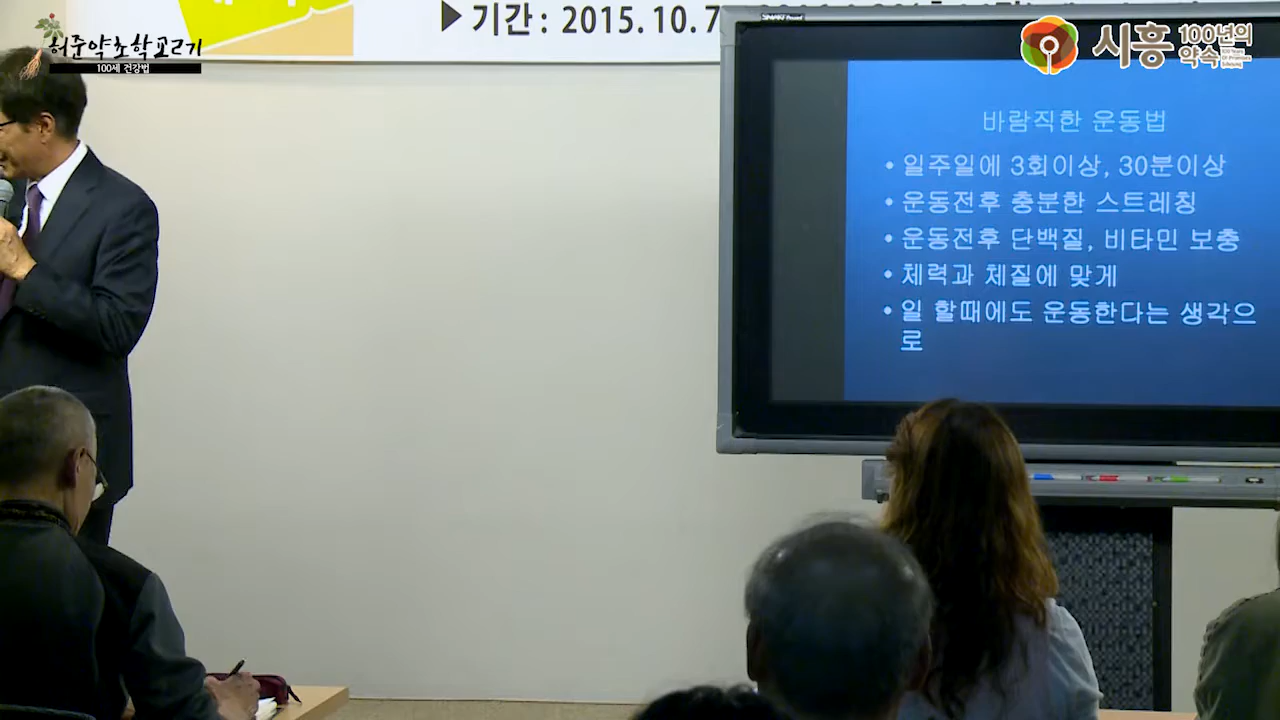 ▶기간 : 2015. 10. 7
허준약초학교2기
100세 건강법
시흥 100년의 약속
SMART Board
바람직한 운동법
• 일주일에 3회이상, 30분이상
• 운동전후 충분한 스트레칭
• 운동전후 단백질, 비타민 보충
• 체력과 체질에 맞게
• 일 할때에도 운동한다는 생각으
로